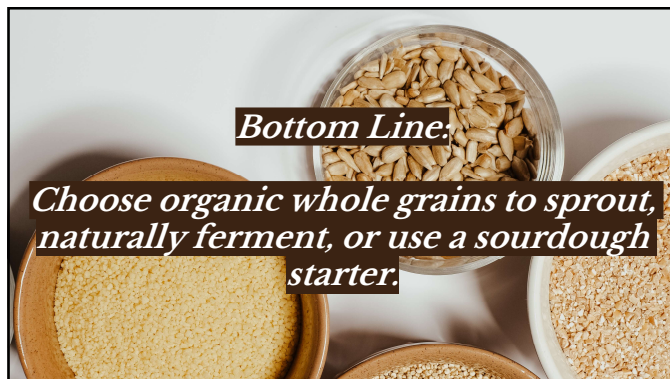 Bottom Line:
Choose organic whole grains to sprout,
naturally ferment, or use a sourdough
starter.